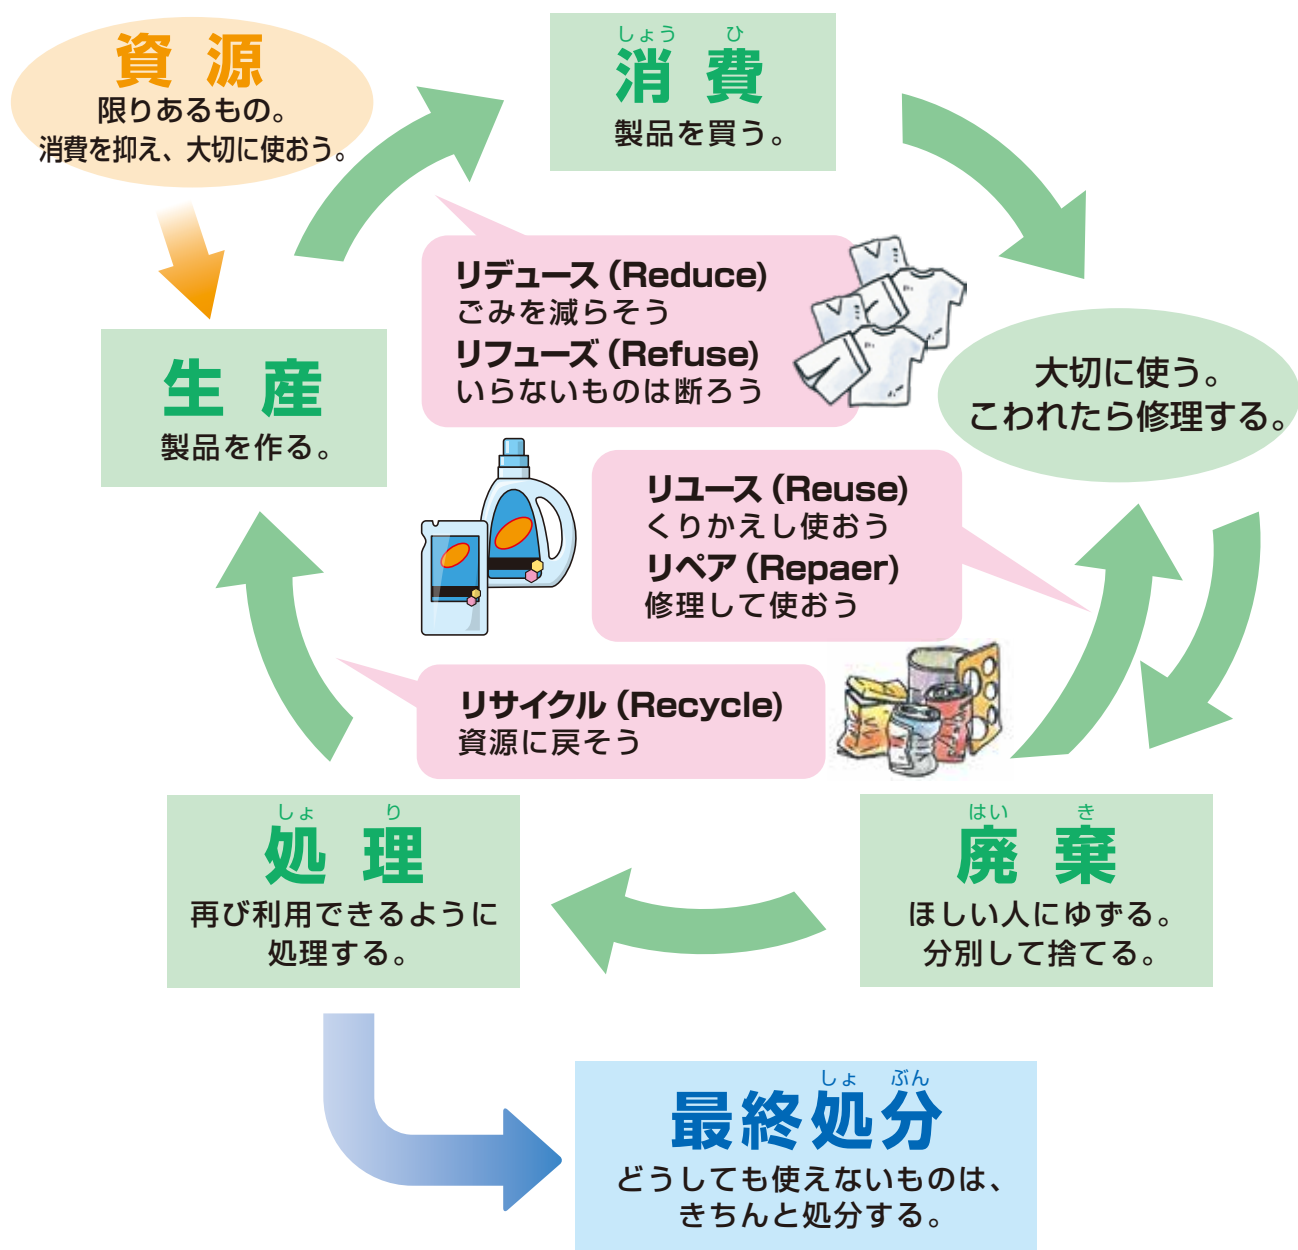 資源
限りあるもの。
消費を抑え、大切に使おう。
しょう ひ
消費
製品を買う。
リデュース（Reduce)
ごみを減らそう
リフューズ（Refuse)
いらないものは断ろう
大切に使う。
こわれたら修理する。
生産
製品を作る。
リユース（Reuse)
くりかえし使おう
リペア（Repaer)
修理して使おう
リサイクル（Recycle)
資源に戻そう
しょ り
処理
再び利用できるように
処理する。
はい き
廃棄
ほしい人にゆずる。
分別して捨てる。
しょ ぶん
最終処分
どうしても使えないものは、
きちんと処分する。